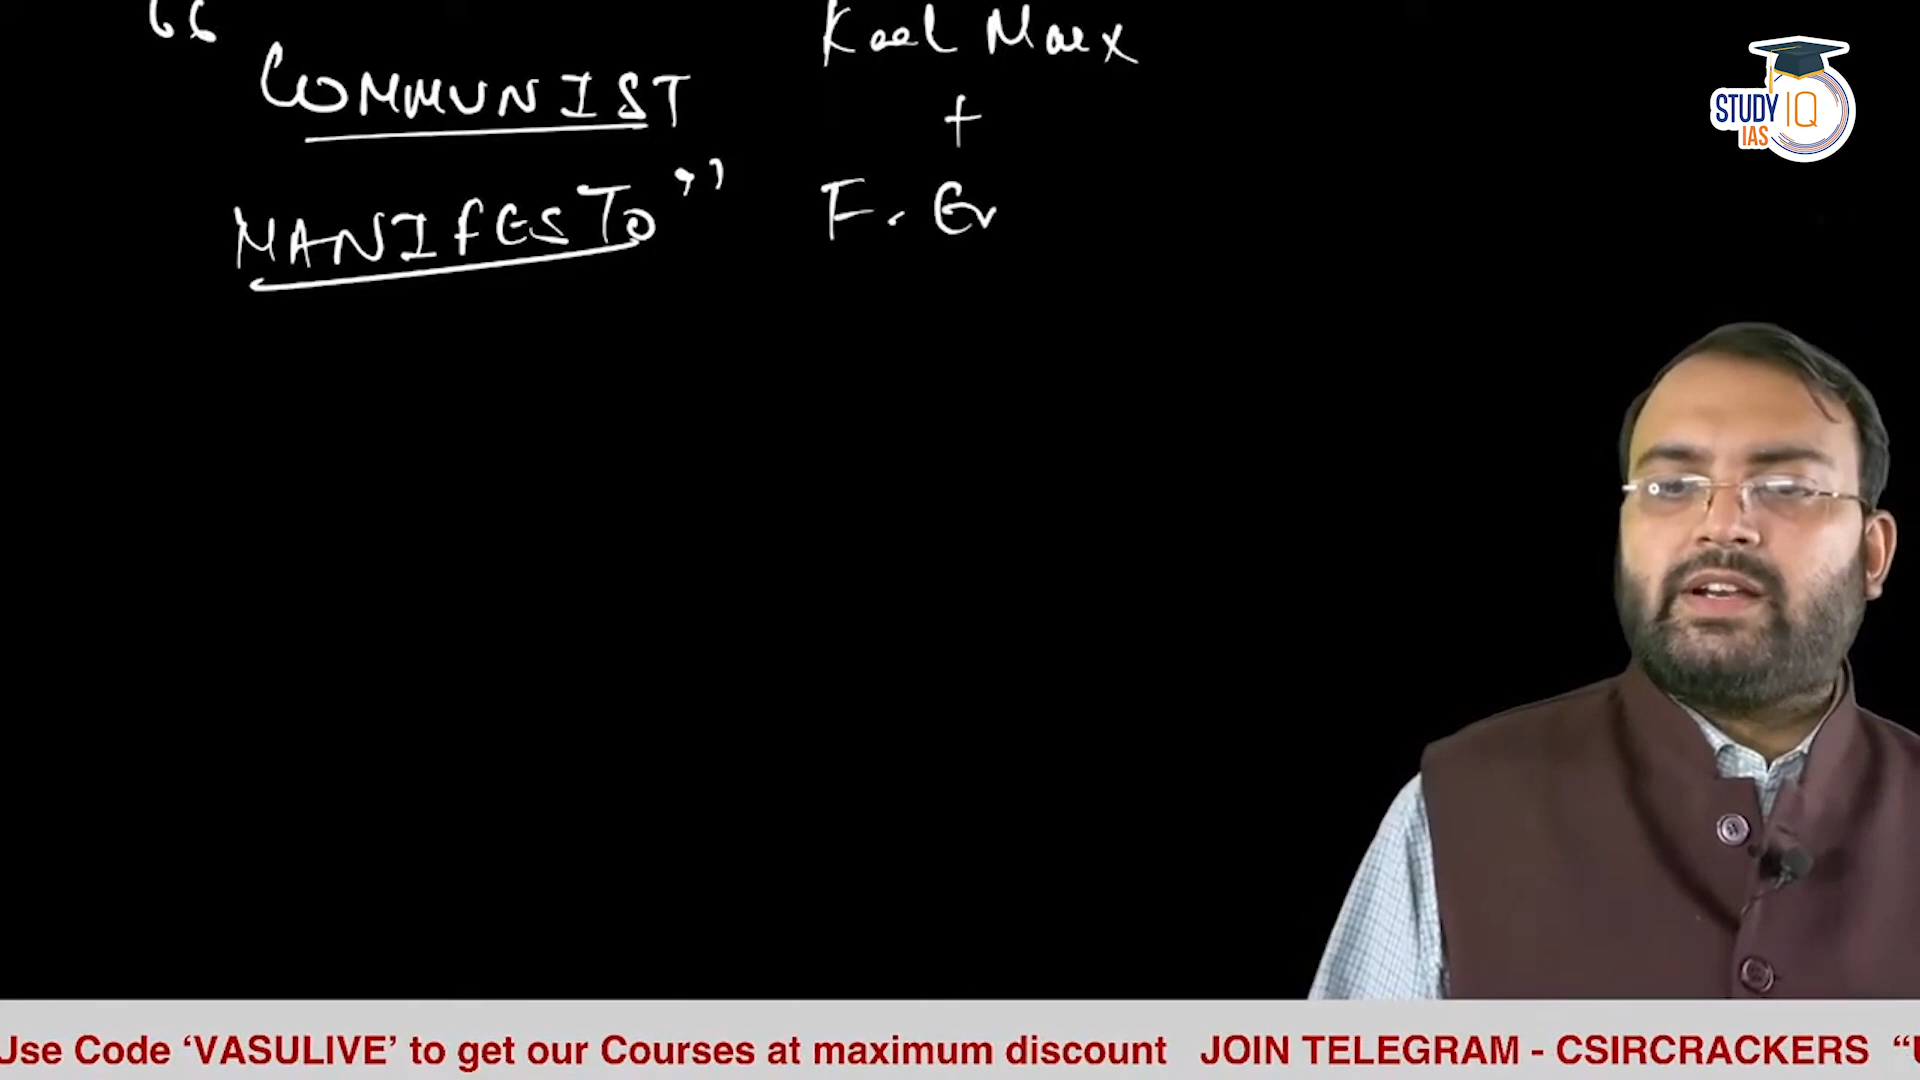 “ COMMUNIST
MANIFESTO”
Karl Marx
+
F. En
STUDY IQ
IAS
Use Code ‘VASULIVE’ to get our Courses at maximum discount JOIN TELEGRAM - CSIRCRACKERS “U